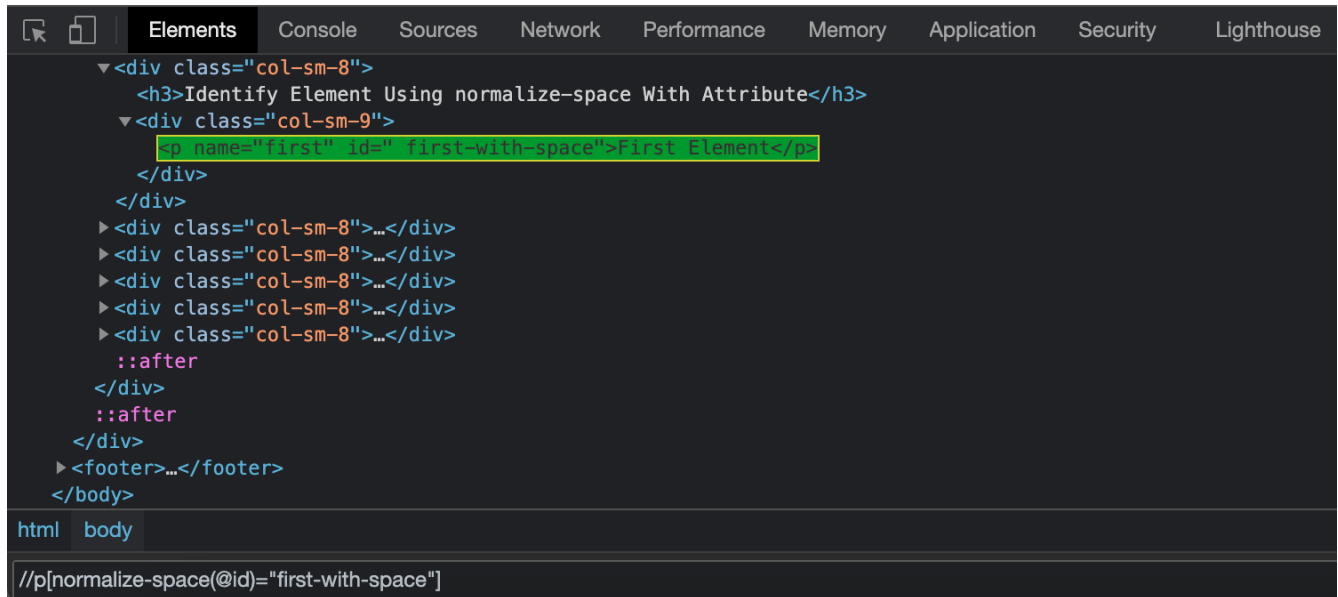 Elements Console Sources Network Performance Memory Application Security Lighthouse
▼<div class="col-sm-8">
<h3>Identify Element Using normalize-space With Attribute</h3>
▼<div class="col-sm-9">
<p name="first" id=" first-with-space">First Element</p>
</div>
</div>
▶<div class="col-sm-8">…</div>
▶<div class="col-sm-8">…</div>
▶<div class="col-sm-8">…</div>
▶<div class="col-sm-8">…</div>
▶<div class="col-sm-8">…</div>
::after
</div>
::after
</div>
▶<footer>…</footer>
</body>
html body
//p[normalize-space(@id)="first-with-space"]